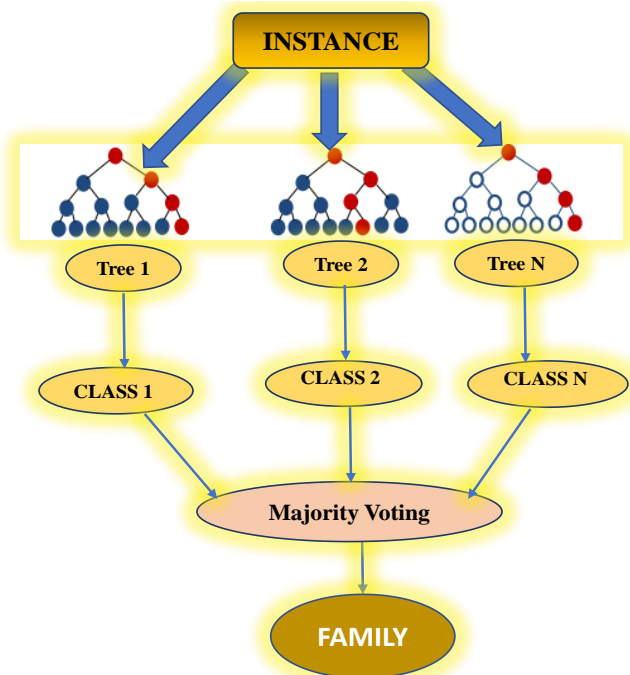 INSTANCE
Tree 1
Tree 2
Tree N
CLASS 1
CLASS 2
CLASS N
Majority Voting
FAMILY